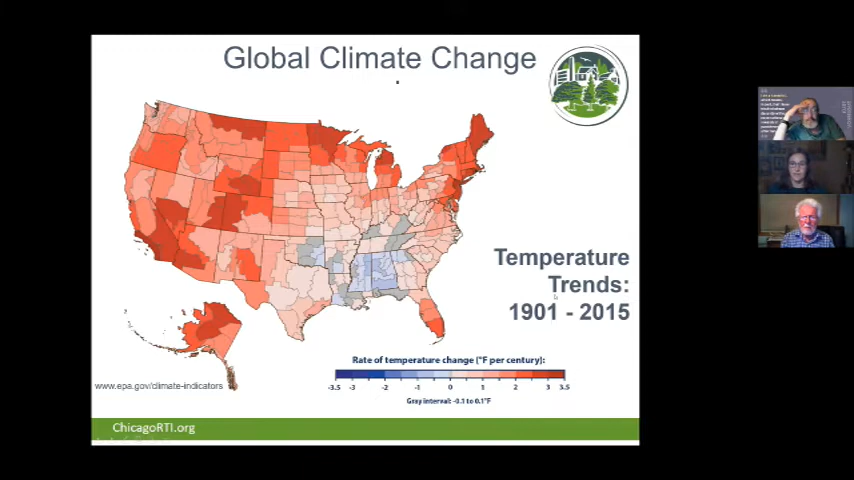 Global Climate Change
Temperature
Trends:
1901 - 2015
Rate of temperature change (°F per century):
-3.5 -3 -2 -1 0 1 2 3 3.5
Gray interval: -0.1 to 0.1°F
www.epa.gov/climate-indicators
ChicagoRTI.org